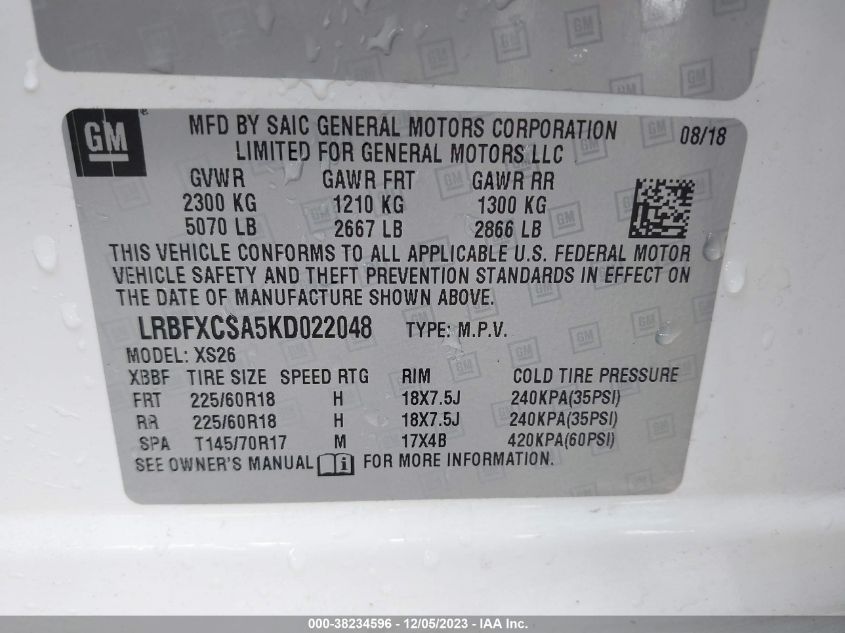 GM ®
MFD BY SAIC GENERAL MOTORS CORPORATION 08/18
LIMITED FOR GENERAL MOTORS LLC
GVWR GAWR FRT GAWR RR
2300 KG 1210 KG 1300 KG
5070 LB 2667 LB 2866 LB
THIS VEHICLE CONFORMS TO ALL APPLICABLE U.S. FEDERAL MOTOR
VEHICLE SAFETY AND THEFT PREVENTION STANDARDS IN EFFECT ON
THE DATE OF MANUFACTURE SHOWN ABOVE.
LRBFXCSA5KD022048 TYPE: M.P.V.
MODEL: XS26
XBBF TIRE SIZE SPEED RTG RIM COLD TIRE PRESSURE
FRT 225/60R18 H 18X7.5J 240KPA(35PSI)
RR 225/60R18 H 18X7.5J 240KPA(35PSI)
SPA T145/70R17 M 17X4B 420KPA(60PSI)
SEE OWNER'S MANUAL i FOR MORE INFORMATION.
000-38234596 - 12/05/2023 - IAAI.COM